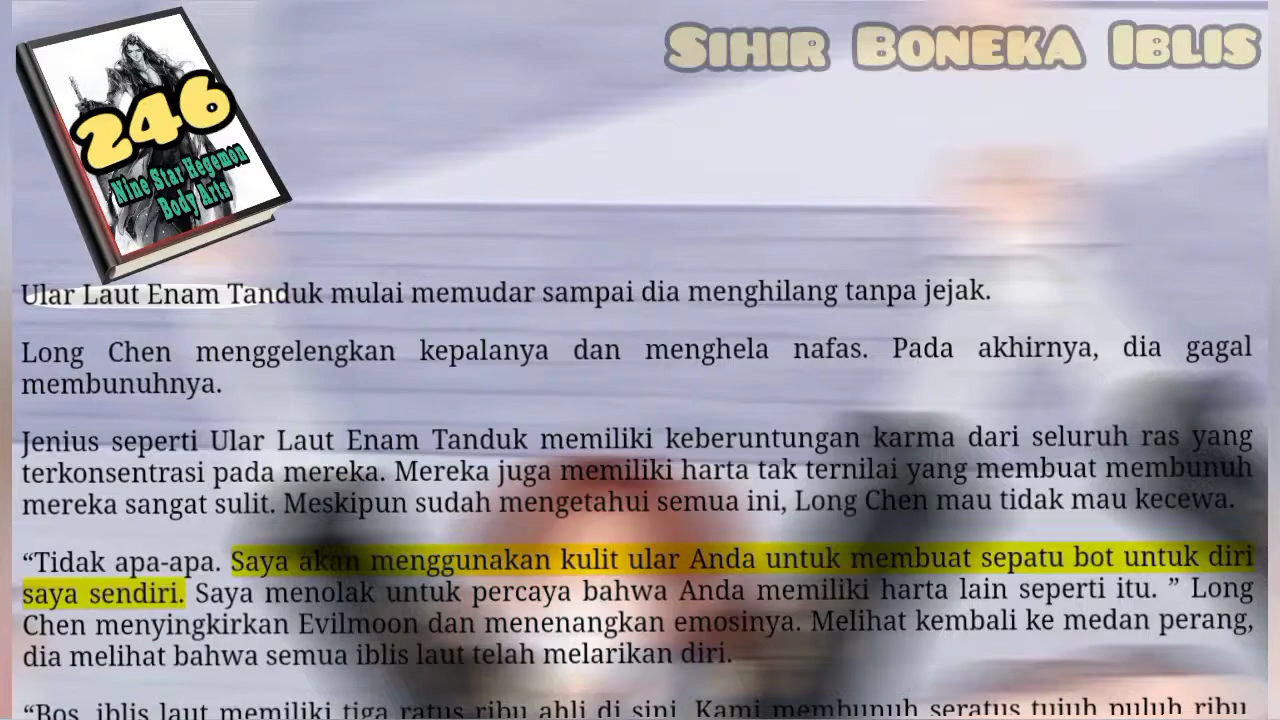 Sihir Boneka Iblis
246
Nine Star Hegemon
Body Arts
Ular Laut Enam Tanduk mulai memudar sampai dia menghilang tanpa jejak.
Long Chen menggelengkan kepalanya dan menghela nafas. Pada akhirnya, dia gagal
membunuhnya.
Jenius seperti Ular Laut Enam Tanduk memiliki keberuntungan karma dari seluruh ras yang
terkonsentrasi pada mereka. Mereka juga memiliki harta tak ternilai yang membuat membunuh
mereka sangat sulit. Meskipun sudah mengetahui semua ini, Long Chen mau tidak mau kecewa.
“Tidak apa-apa. Saya akan menggunakan kulit ular Anda untuk membuat sepatu bot untuk diri
saya sendiri. Saya menolak untuk percaya bahwa Anda memiliki harta lain seperti itu. ” Long
Chen menyingkirkan Evilmoon dan menenangkan emosinya. Melihat kembali ke medan perang,
dia melihat bahwa semua iblis laut telah melarikan diri.
“Bos, iblis laut memiliki tiga ratus ribu ahli di sini. Kami membunuh seratus tujuh puluh ribu